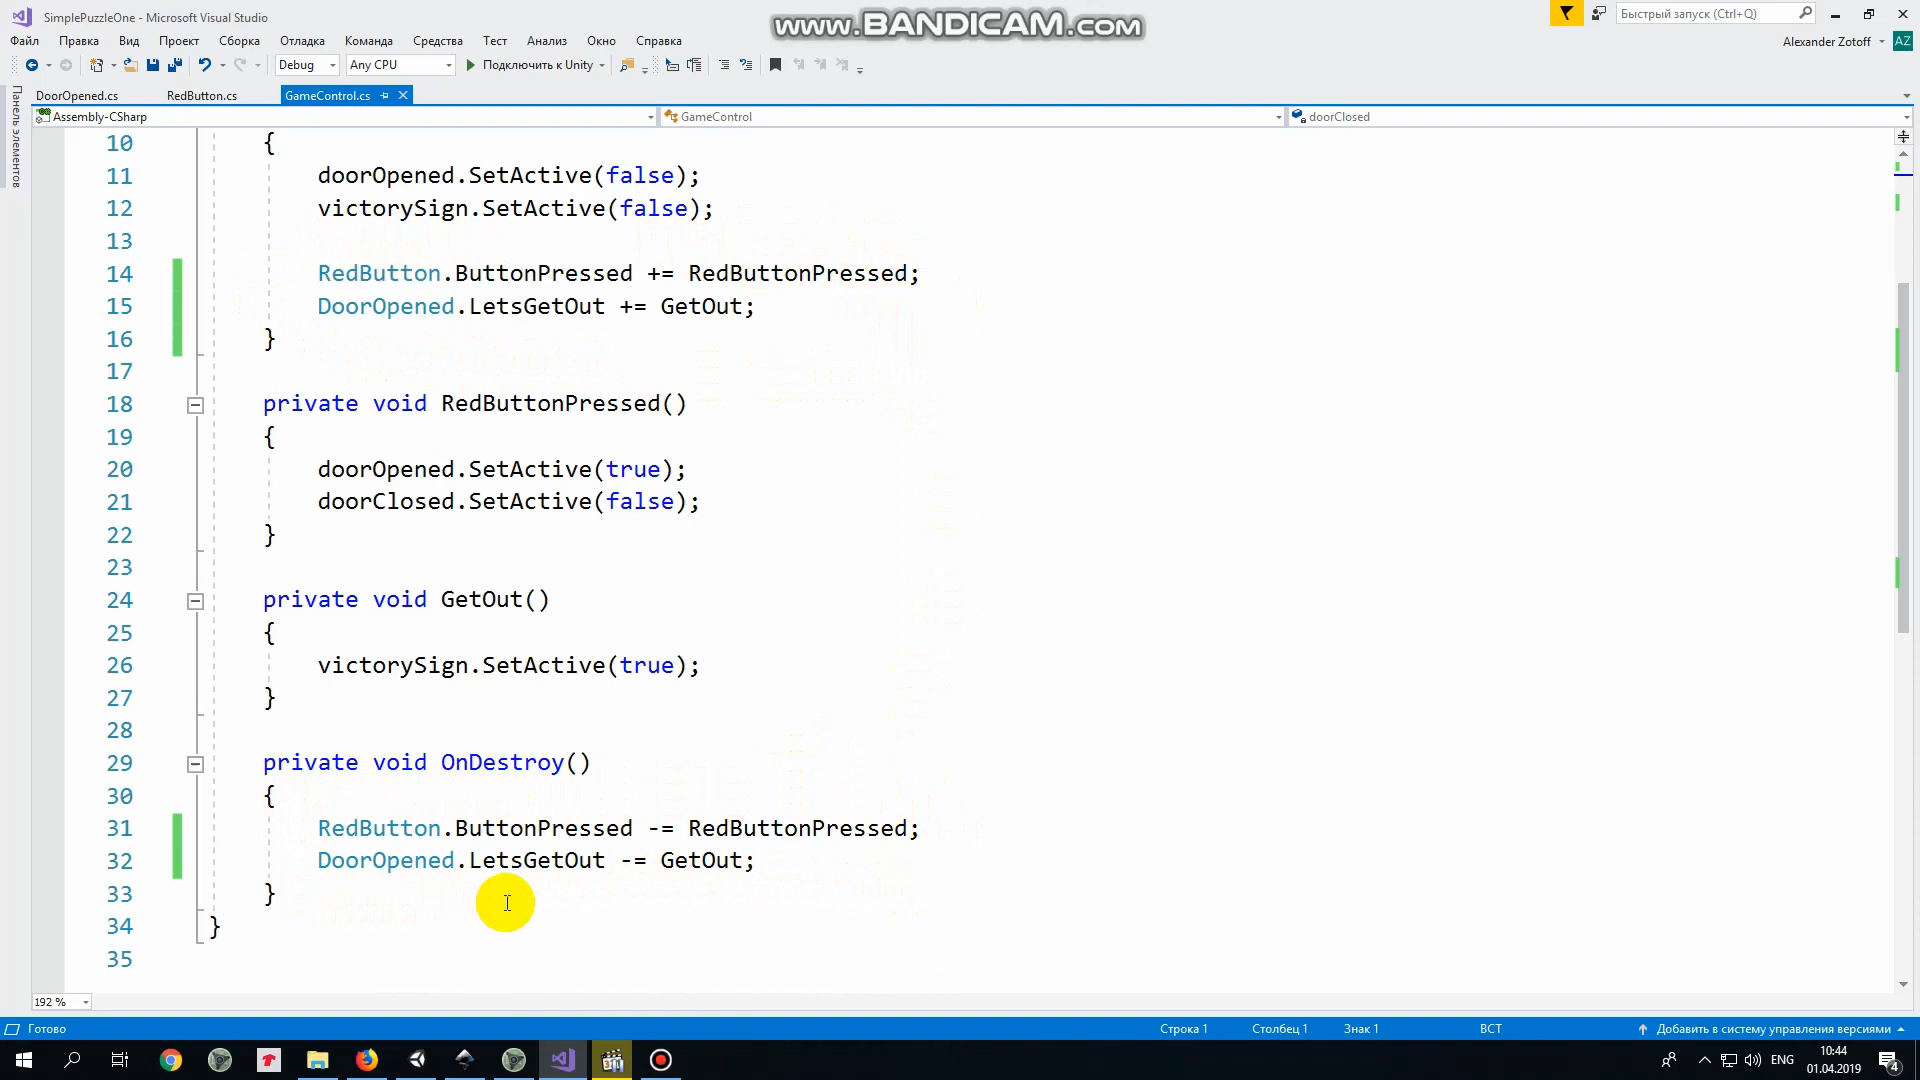 SimplePuzzleOne - Microsoft Visual Studio
www.BANDICAM.com
Быстрый запуск (Ctrl+Q)
Файл Правка Вид Проект Сборка Отладка Команда Средства Тест Анализ Окно Справка
Alexander Zotoff AZ
Debug Any CPU Подключить к Unity
Панель элементов
DoorOpened.cs RedButton.cs GameControl.cs
Assembly-CSharp GameControl doorClosed
10 {
11 doorOpened.SetActive(false);
12 victorySign.SetActive(false);
13
14 RedButton.ButtonPressed += RedButtonPressed;
15 DoorOpened.LetsGetOut += GetOut;
16 }
17
18 private void RedButtonPressed()
19 {
20 doorOpened.SetActive(true);
21 doorClosed.SetActive(false);
22 }
23
24 private void GetOut()
25 {
26 victorySign.SetActive(true);
27 }
28
29 private void OnDestroy()
30 {
31 RedButton.ButtonPressed -= RedButtonPressed;
32 DoorOpened.LetsGetOut -= GetOut;
33 }
34 }
35
192 %
Готово Строка 1 Столбец 1 Знак 1 ВСТ Добавить в систему управления версиями
ENG 10:44
01.04.2019
4